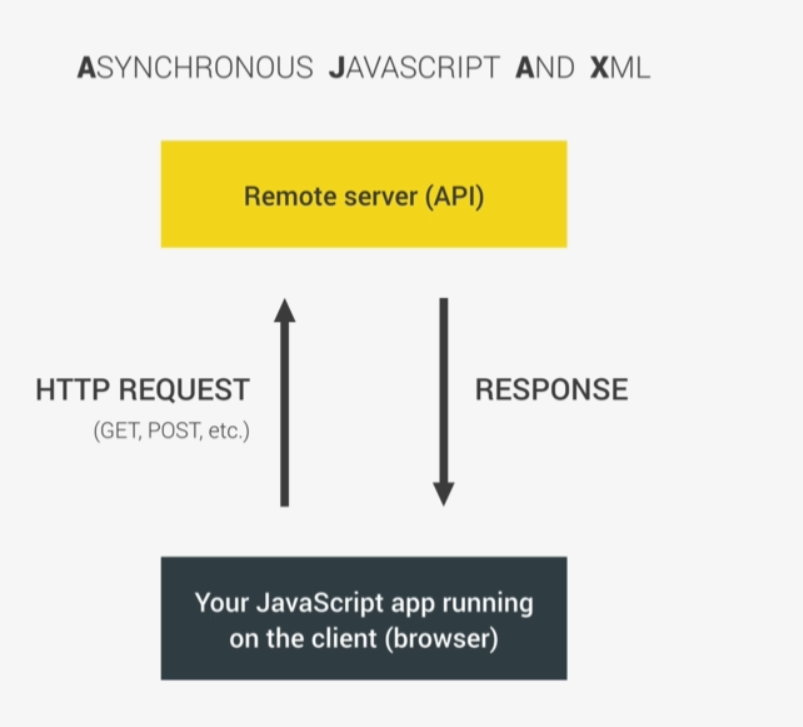 ASYNCHRONOUS JAVASCRIPT AND XML
Remote server (API)
HTTP REQUEST
(GET, POST, etc.)
RESPONSE
Your JavaScript app running
on the client (browser)